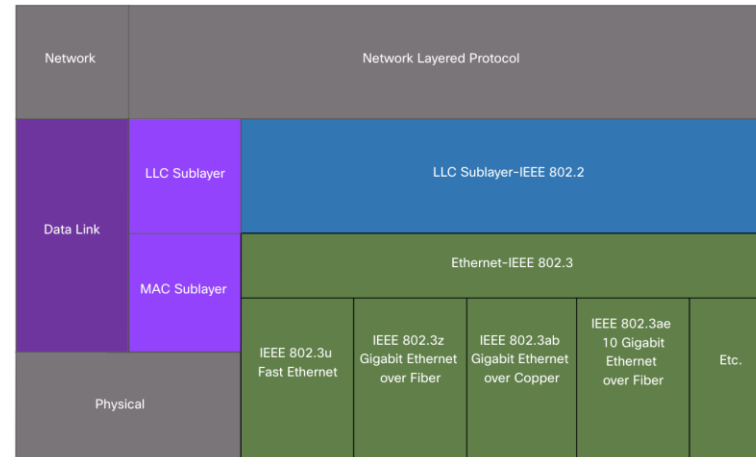 Network
Network Layered Protocol
Data Link
LLC Sublayer
LLC Sublayer-IEEE 802.2
MAC Sublayer
Ethernet-IEEE 802.3
IEEE 802.3u
Fast Ethernet
IEEE 802.3z
Gigabit Ethernet
over Fiber
IEEE 802.3ab
Gigabit Ethernet
over Copper
IEEE 802.3ae
10 Gigabit
Ethernet
over Fiber
Etc.
Physical